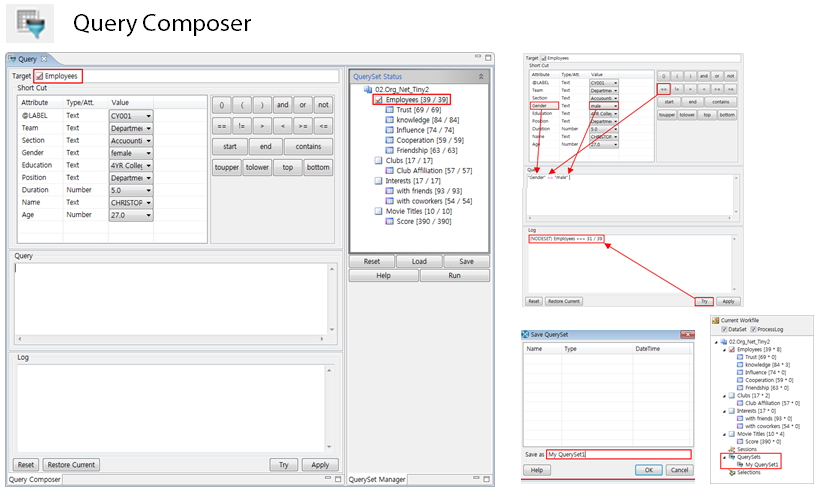 Query Composer
Query
Target Employees
Short Cut
Attribute Type/Att. Value
@LABEL Text CY001
Team Text Departme
Section Text Accuounti
Gender Text female
Education Text 4YR Colle
Position Text Departme
Duration Number 5.0
Name Text CHRISTOF
Age Number 27.0
() ( ) and or not
== != > < >= <=
start end contains
toupper tolower top bottom
Query
Log
Reset Restore Current Try Apply
Query Composer
QuerySet Status
02.Org_Net_Tiny2
Employees [39 / 39]
Trust [69 / 69]
knowledge [84 / 84]
Influence [74 / 74]
Cooperation [59 / 59]
Friendship [63 / 63]
Clubs [17 / 17]
Club Affiliation [57 / 57]
Interests [17 / 17]
with friends [93 / 93]
with coworkers [54 / 54]
Movie Titles [10 / 10]
Score [390 / 390]
Reset Load Save
Help Run
QuerySet Manager
Target Employees
Short Cut
Attribute Type/Att. Value
@LABEL Text CY001
Team Text Departme
Section Text Accuounti
Gender Text male
Education Text 4YR Colle
Position Text Departme
Duration Number 5.0
Name Text CHRISTOF
Age Number 27.0
() ( ) and or not
== != > < >= <=
start end contains
toupper tolower top bottom
"Gender" == "male"
Log
[NODESET] Employees === 31 / 39
Reset Restore Current Try Apply
Save QuerySet
Name Type DateTime
Save as My QuerySet1
Help OK Cancel
Current Workfile
DataSet ProcessLog
02.Org_Net_Tiny2
Employees [39 * 8]
Trust [69 * 0]
knowledge [84 * 3]
Influence [74 * 0]
Cooperation [59 * 0]
Friendship [63 * 0]
Clubs [17 * 2]
Club Affiliation [57 * 0]
Interests [17 * 0]
with friends [93 * 0]
with coworkers [54 * 0]
Movie Titles [10 * 4]
Score [390 * 0]
Sessions
QuerySets
My QuerySet1
Selections